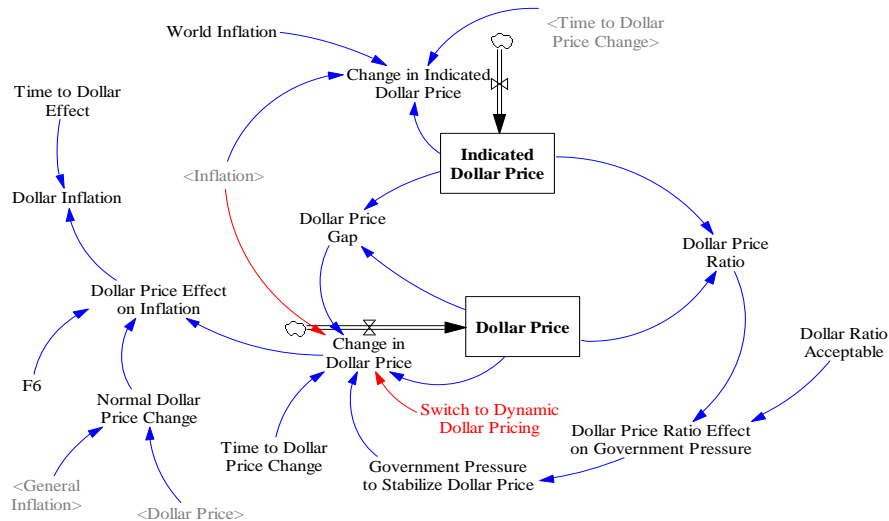 World Inflation
<Time to Dollar
Price Change>
Change in Indicated
Dollar Price
Time to Dollar
Effect
Indicated
Dollar Price
<Inflation>
Dollar Inflation
Dollar Price
Gap
Dollar Price
Ratio
Dollar Price Effect
on Inflation
Dollar Price
Change in
Dollar Price
Dollar Ratio
Acceptable
F6
Normal Dollar
Price Change
Switch to Dynamic
Dollar Pricing
Time to Dollar
Price Change
Dollar Price Ratio Effect
on Government Pressure
Government Pressure
to Stabilize Dollar Price
<General
Inflation>
<Dollar Price>